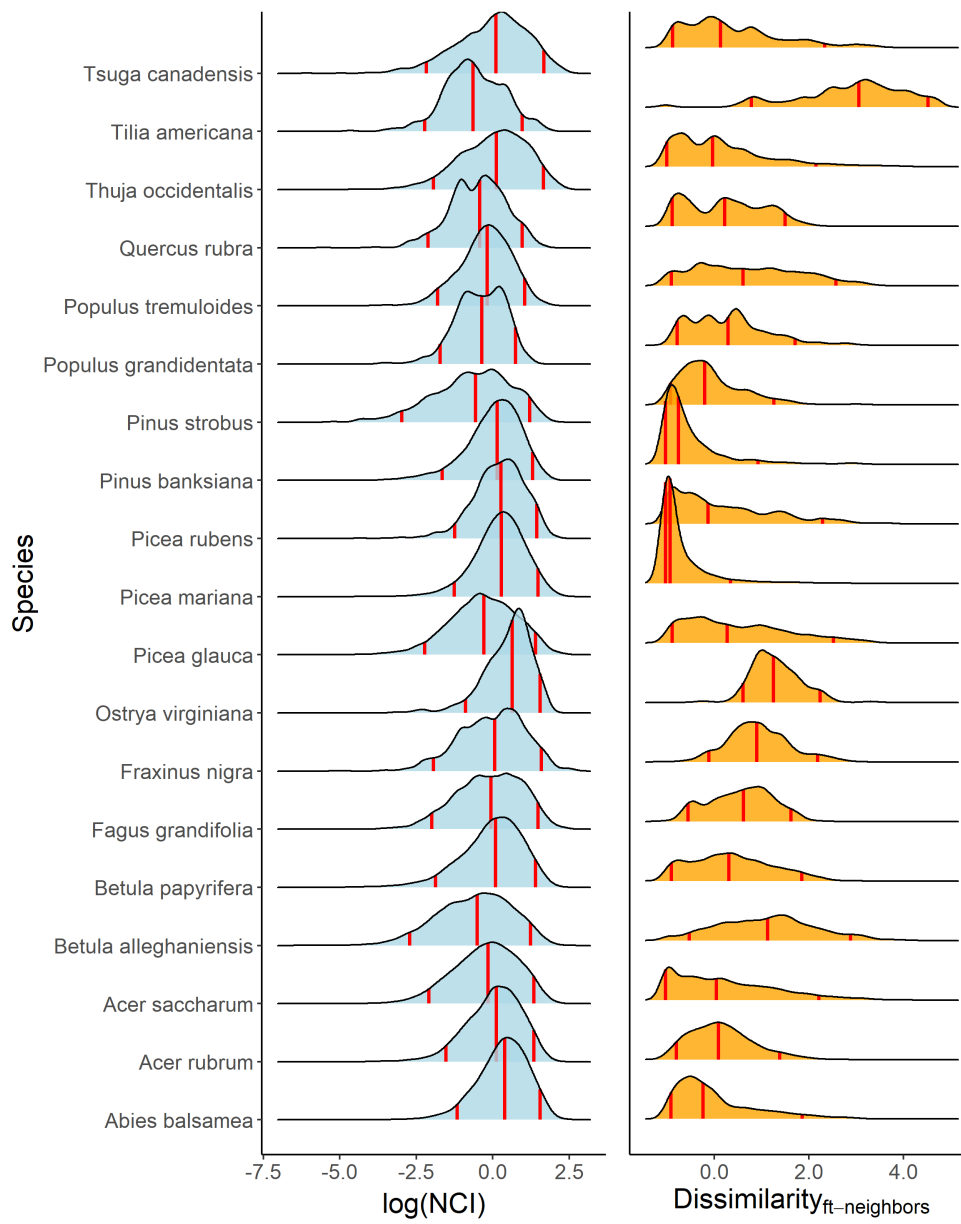 Tsuga canadensis
Tilia americana
Thuja occidentalis
Quercus rubra
Populus tremuloides
Populus grandidentata
Pinus strobus
Pinus banksiana
Picea rubens
Picea mariana
Picea glauca
Ostrya virginiana
Fraxinus nigra
Fagus grandifolia
Betula papyrifera
Betula alleghaniensis
Acer saccharum
Acer rubrum
Abies balsamea
Species
-7.5 -5.0 -2.5 0.0 2.5
log(NCI)
0.0 2.0 4.0
Dissimilarity ft−neighbors